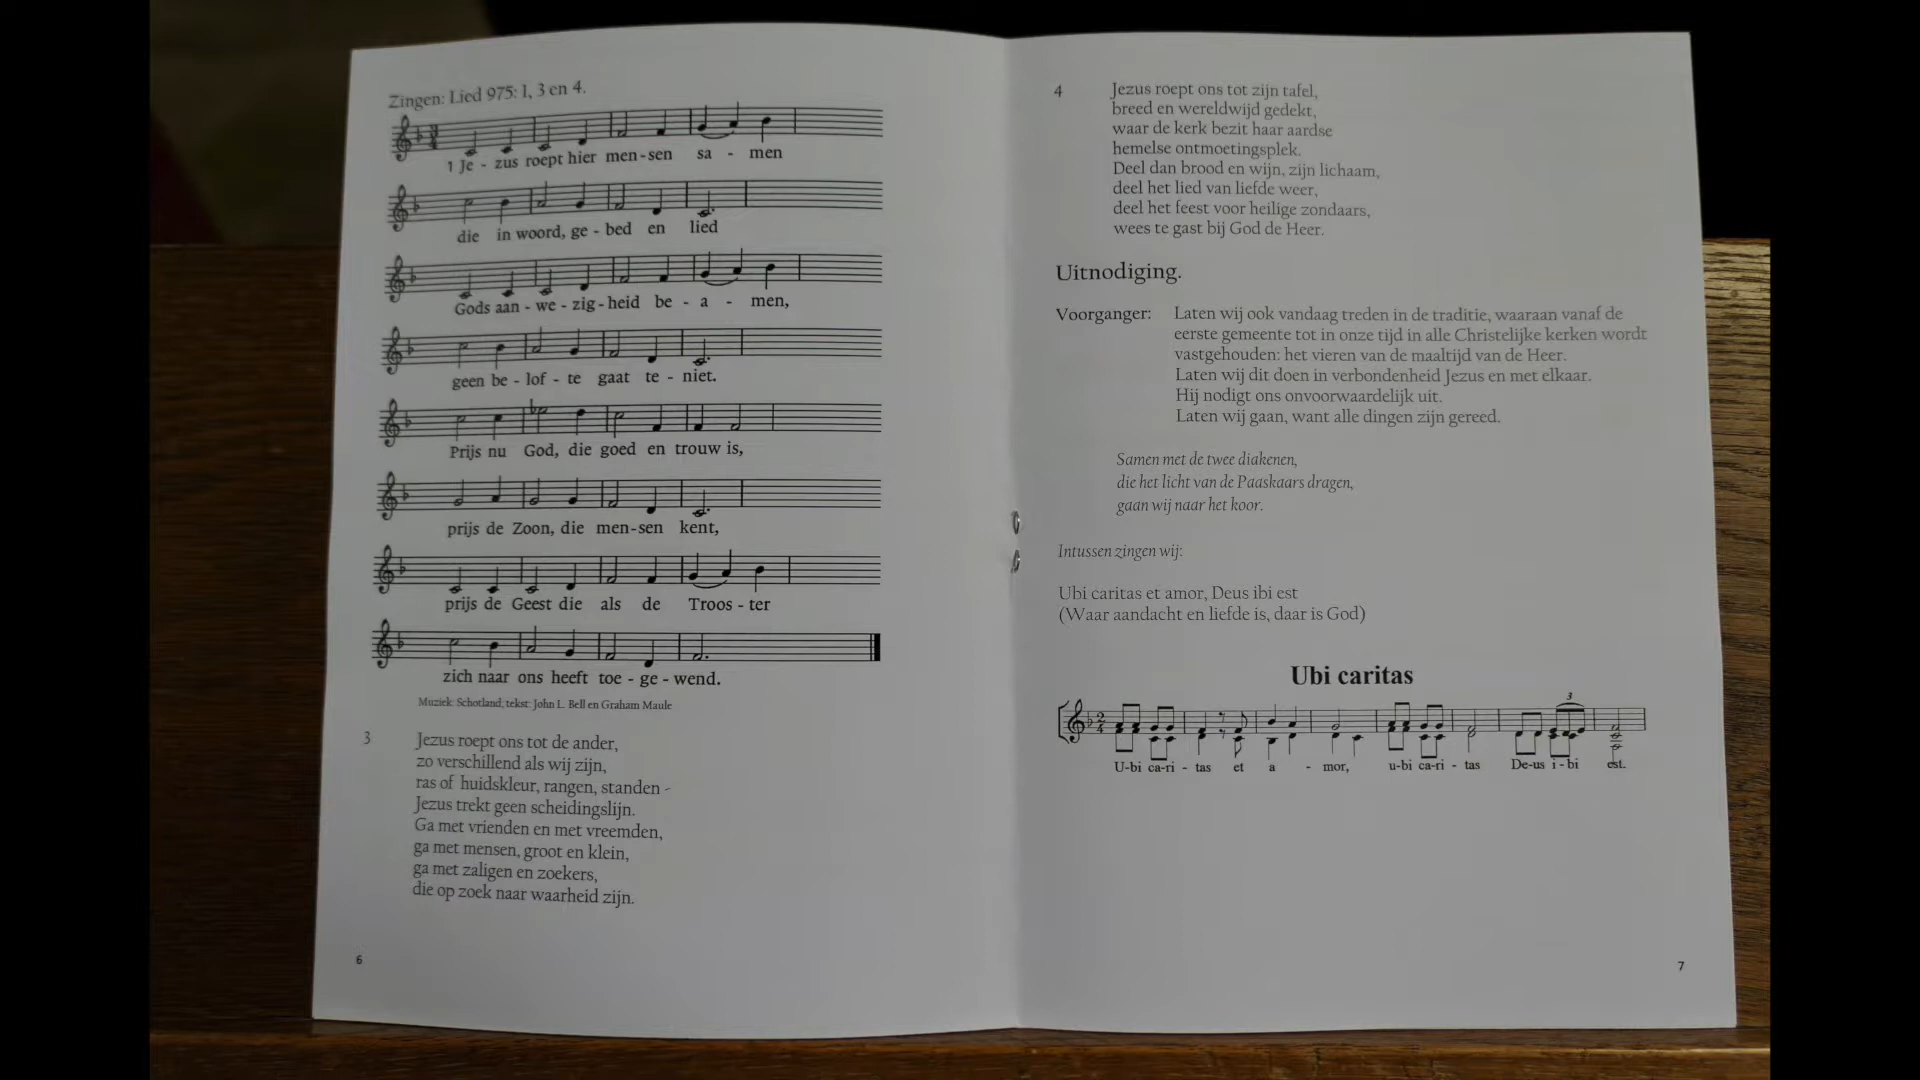 Zingen: Lied 975: 1, 3 en 4.
1 Je - zus roept hier men - sen sa - men
die in woord, ge - bed en lied
Gods aan - we - zig - heid be - a - men,
geen be - lof - te gaat te - niet.
Prijs nu God, die goed en trouw is,
prijs de Zoon, die men - sen kent,
prijs de Geest die als de Troos - ter
zich naar ons heeft toe - ge - wend.
Muziek: Schotland, tekst: John L. Bell en Graham Maule
3 Jezus roept ons tot de ander,
zo verschillend als wij zijn,
ras of huidskleur, rangen, standen -
Jezus trekt geen scheidingslijn.
Ga met vrienden en met vreemden,
ga met mensen, groot en klein,
ga met zaligen en zoekers,
die op zoek naar waarheid zijn.
6
4 Jezus roept ons tot zijn tafel,
breed en wereldwijd gedekt,
waar de kerk bezit haar aardse
hemelse ontmoetingsplek.
Deel dan brood en wijn, zijn lichaam,
deel het lied van liefde weer,
deel het feest voor heilige zondaars,
wees te gast bij God de Heer.
Uitnodiging.
Voorganger: Laten wij ook vandaag treden in de traditie, waaraan vanaf de
eerste gemeente tot in onze tijd in alle Christelijke kerken wordt
vastgehouden: het vieren van de maaltijd van de Heer.
Laten wij dit doen in verbondenheid Jezus en met elkaar.
Hij nodigt ons onvoorwaardelijk uit.
Laten wij gaan, want alle dingen zijn gereed.
Samen met de twee diakenen,
die het licht van de Paaskaars dragen,
gaan wij naar het koor.
Intussen zingen wij:
Ubi caritas et amor, Deus ibi est
(Waar aandacht en liefde is, daar is God)
Ubi caritas
3
U-bi ca-ri - tas et a - mor, u-bi ca-ri - tas De-us i-bi est.
7